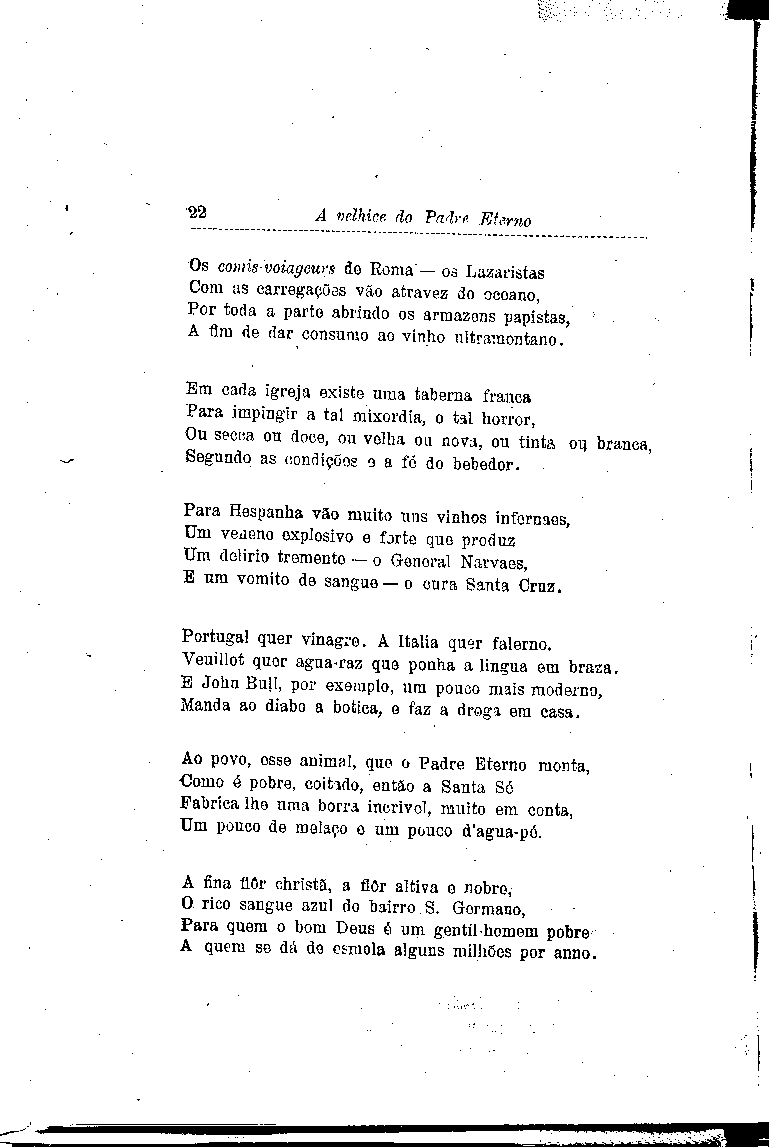 22 A velhice do Padre Eterno
Os comis-voiageurs de Roma — os Lazaristas
Com as carregações vão atravez do oceano,
Por toda a parte abrindo os armazens papistas,
A fim de dar consumo ao vinho ultramontano.
Em cada igreja existe uma taberna franca
Para impingir a tal mixordia, o tal horror,
Ou secca ou doce, ou velha ou nova, ou tinta ou branca,
Segundo as condições e a fé do bebedor.
Para Hespanha vão muito uns vinhos infernaes,
Um veneno explosivo e forte que produz
Um delirio tremente — o General Narvaes,
E um vomito de sangue — o cura Santa Cruz.
Portugal quer vinagre. A Italia quer falerno.
Veuillot quer agua-raz que ponha a lingua em braza.
E John Bull, por exemplo, um pouco mais moderno,
Manda ao diabo a botica, e faz a droga em casa.
Ao povo, esse animal, que o Padre Eterno monta,
Como é pobre, coitado, então a Santa Sé
Fabrica lhe uma borra incrivel, muito em conta,
Um pouco de melaço e um pouco d'agua-pé.
A fina flôr christã, a flôr altiva e nobre,
O rico sangue azul do bairro S. Germano,
Para quem o bom Deus é um gentil-homem pobre
A quem se dá de esmola alguns milhões por anno.